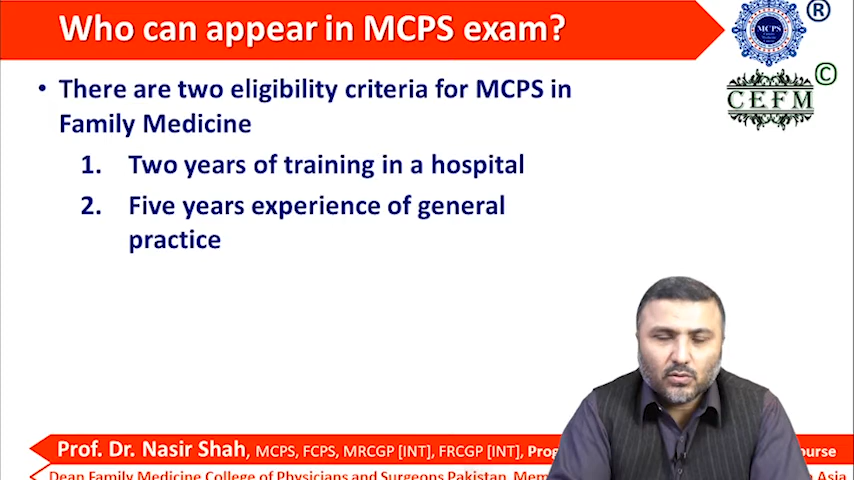 Who can appear in MCPS exam?
®
MCPS
©
CEFM
• There are two eligibility criteria for MCPS in
Family Medicine
1. Two years of training in a hospital
2. Five years experience of general
practice
Prof. Dr. Nasir Shah, MCPS, FCPS, MRCGP [INT], FRCGP [INT], Prog
ourse
Dean Family Medicine College of Physicians and Surgeons Pakistan, Mem
Asia